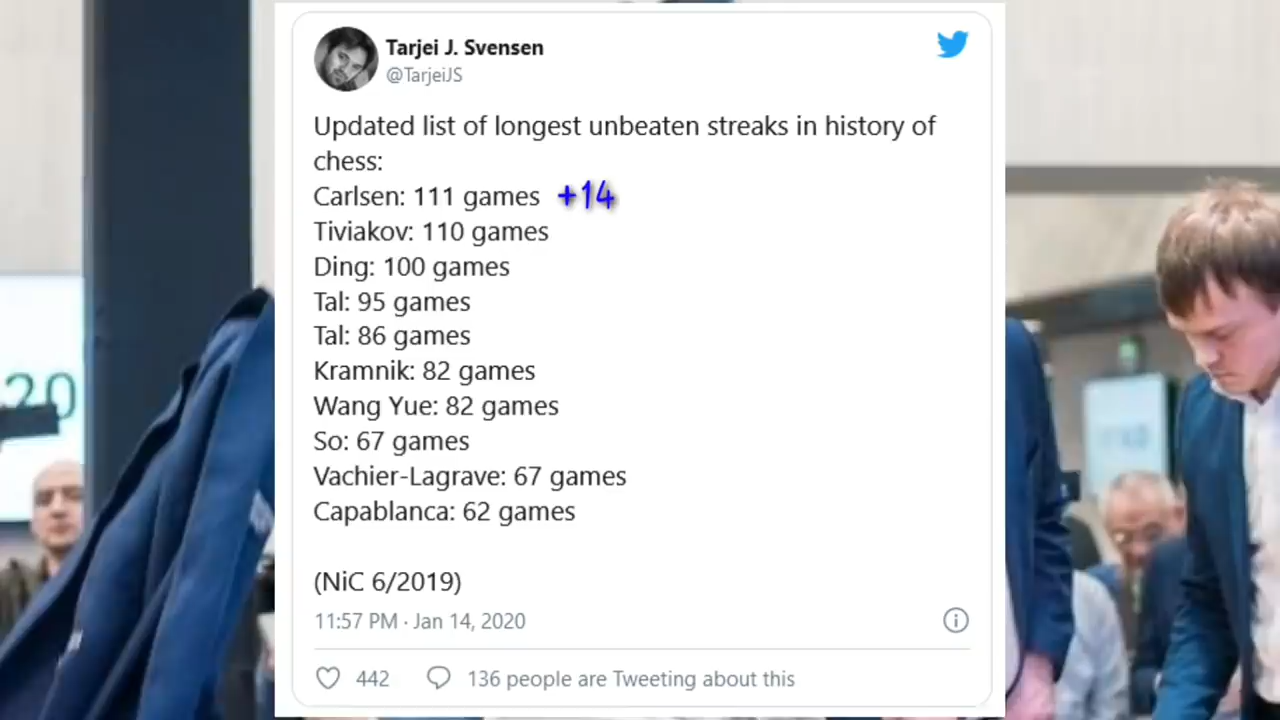 Tarjei J. Svensen
@TarjeiJS
Updated list of longest unbeaten streaks in history of
chess:
Carlsen: 111 games +14
Tiviakov: 110 games
Ding: 100 games
Tal: 95 games
Tal: 86 games
Kramnik: 82 games
Wang Yue: 82 games
So: 67 games
Vachier-Lagrave: 67 games
Capablanca: 62 games
(NiC 6/2019)
11:57 PM · Jan 14, 2020
442 136 people are Tweeting about this
20